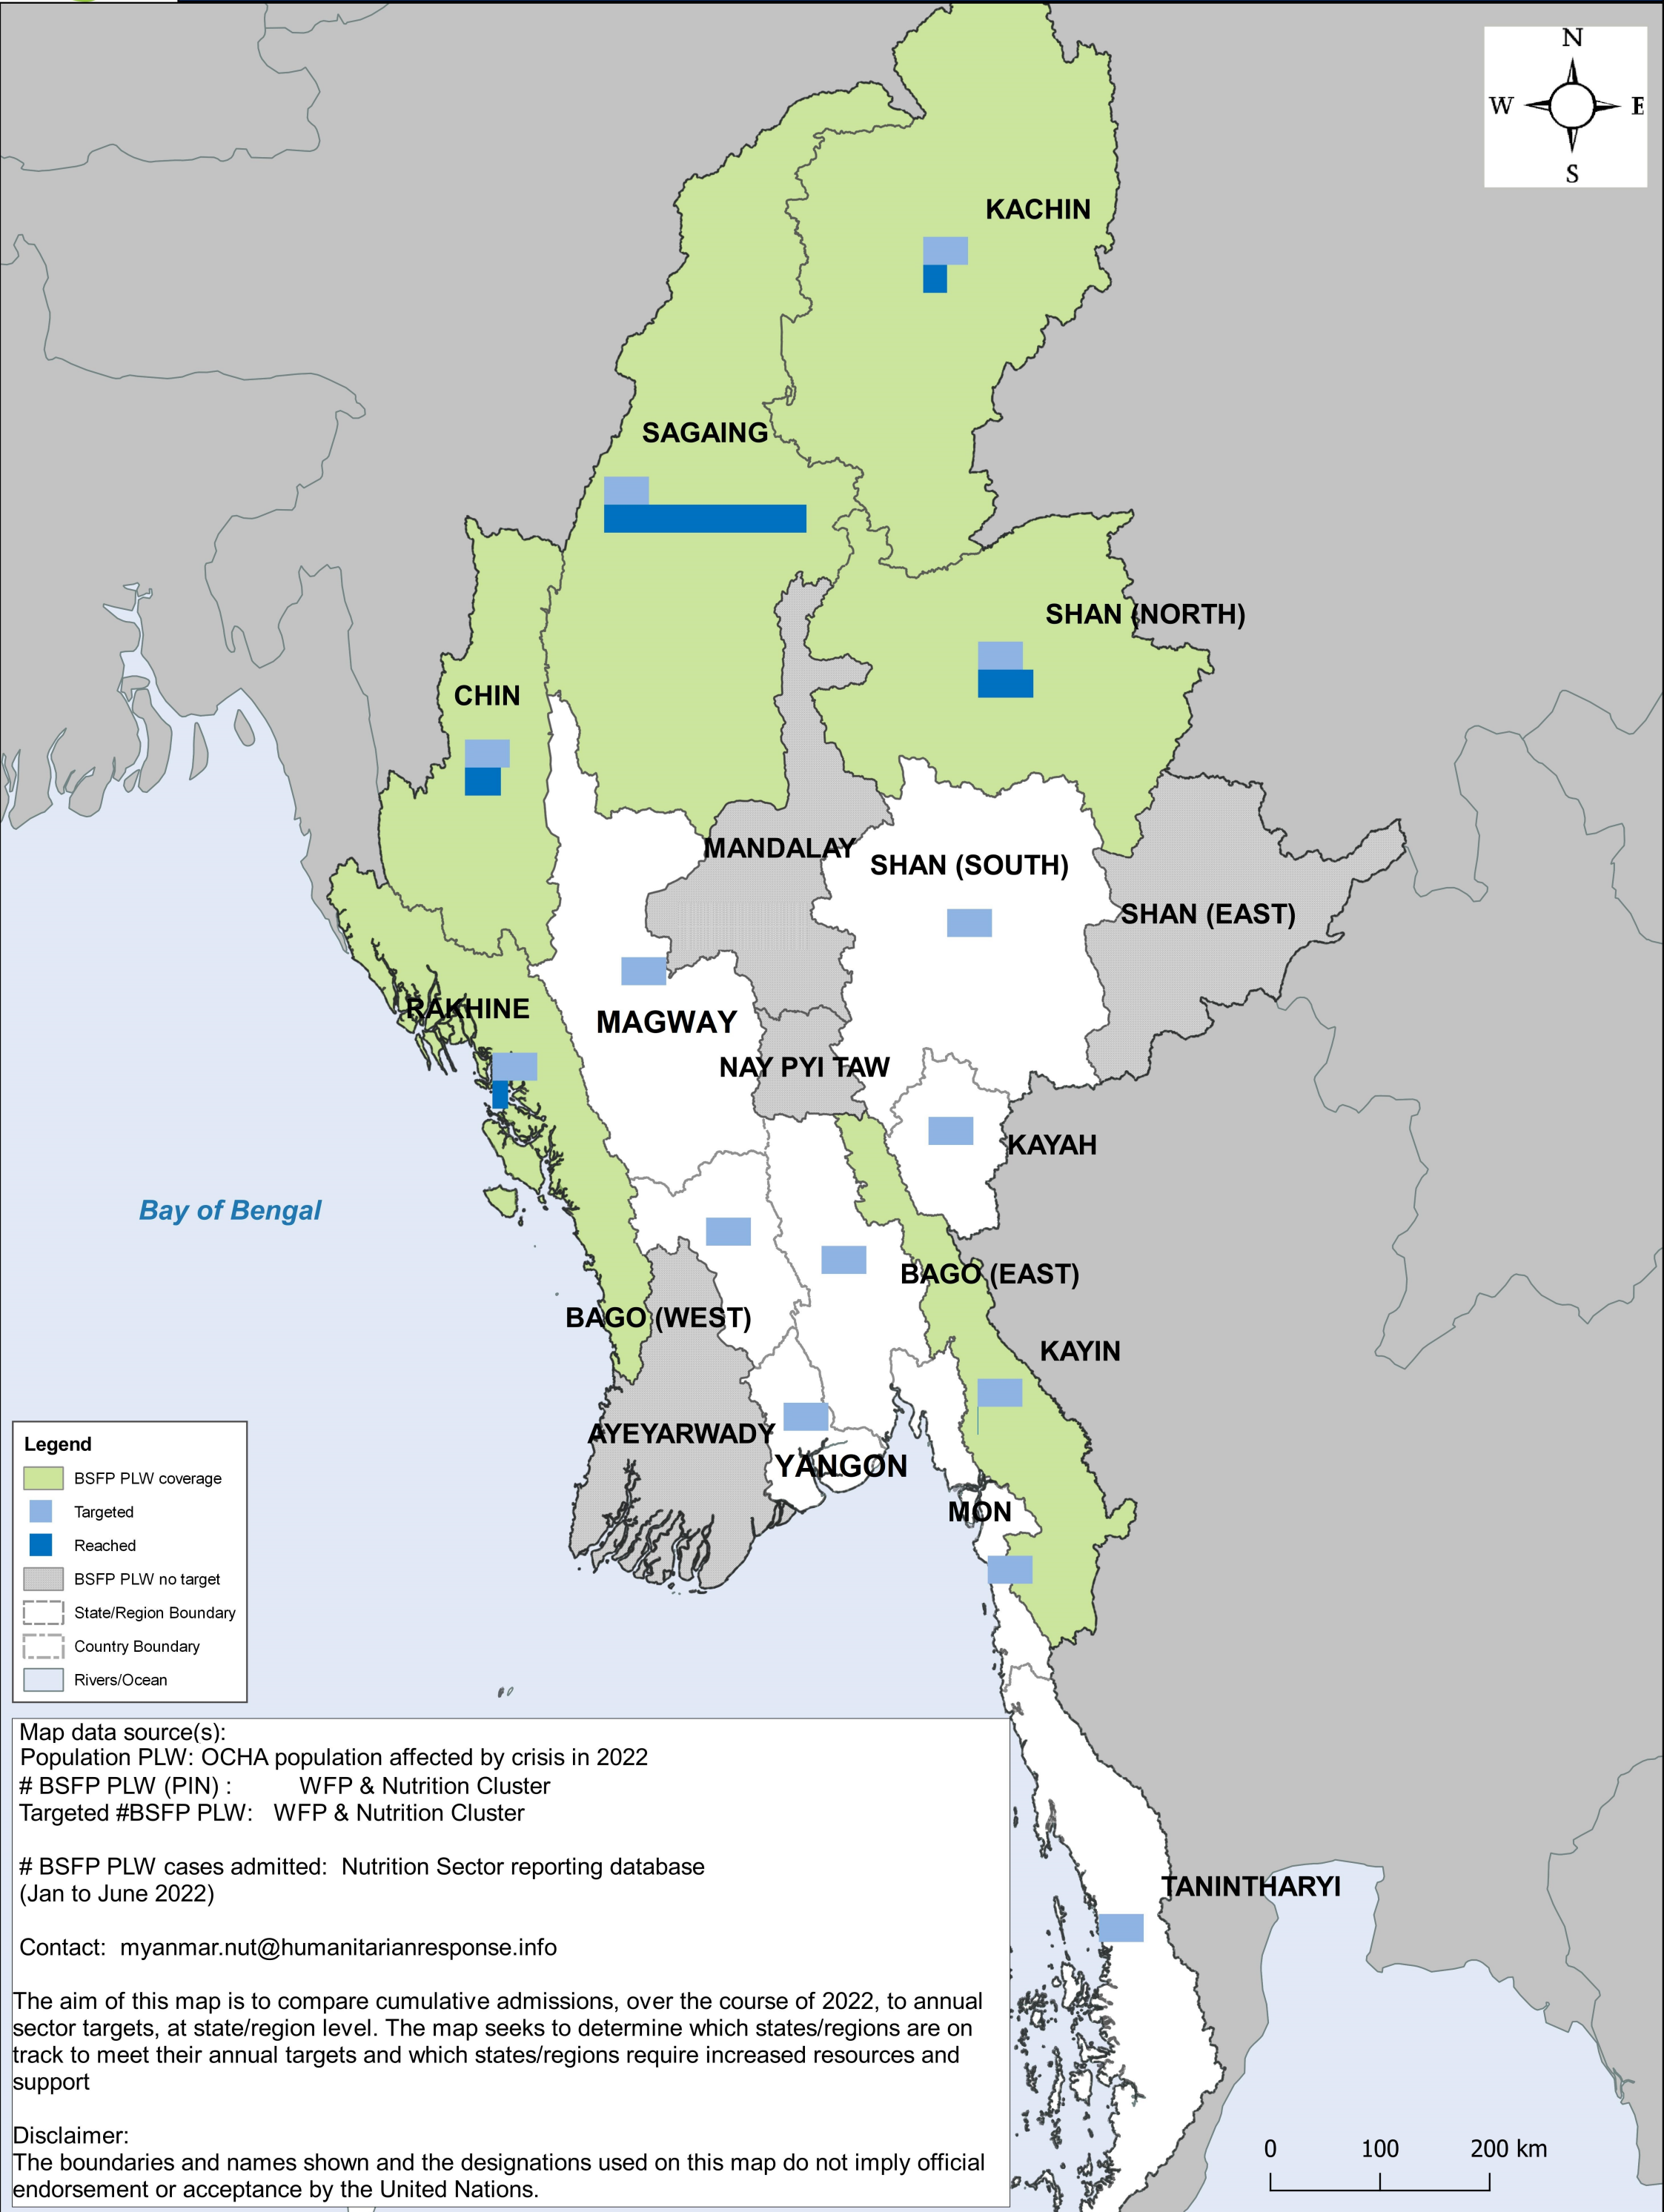 N
W E
S
KACHIN
SAGAING
SHAN (NORTH)
CHIN
MANDALAY
SHAN (SOUTH)
SHAN (EAST)
RAKHINE
MAGWAY
NAY PYI TAW
KAYAH
Bay of Bengal
BAGO (EAST)
BAGO (WEST)
KAYIN
AYEYARWADY
YANGON
MON
TANINTHARYI
Legend
BSFP PLW coverage
Targeted
Reached
BSFP PLW no target
State/Region Boundary
Country Boundary
Rivers/Ocean
Map data source(s):
Population PLW: OCHA population affected by crisis in 2022
# BSFP PLW (PIN) : WFP & Nutrition Cluster
Targeted #BSFP PLW: WFP & Nutrition Cluster
# BSFP PLW cases admitted: Nutrition Sector reporting database
(Jan to June 2022)
Contact: myanmar.nut@humanitarianresponse.info
The aim of this map is to compare cumulative admissions, over the course of 2022, to annual
sector targets, at state/region level. The map seeks to determine which states/regions are on
track to meet their annual targets and which states/regions require increased resources and
support
Disclaimer:
The boundaries and names shown and the designations used on this map do not imply official
endorsement or acceptance by the United Nations.
0 100 200 km